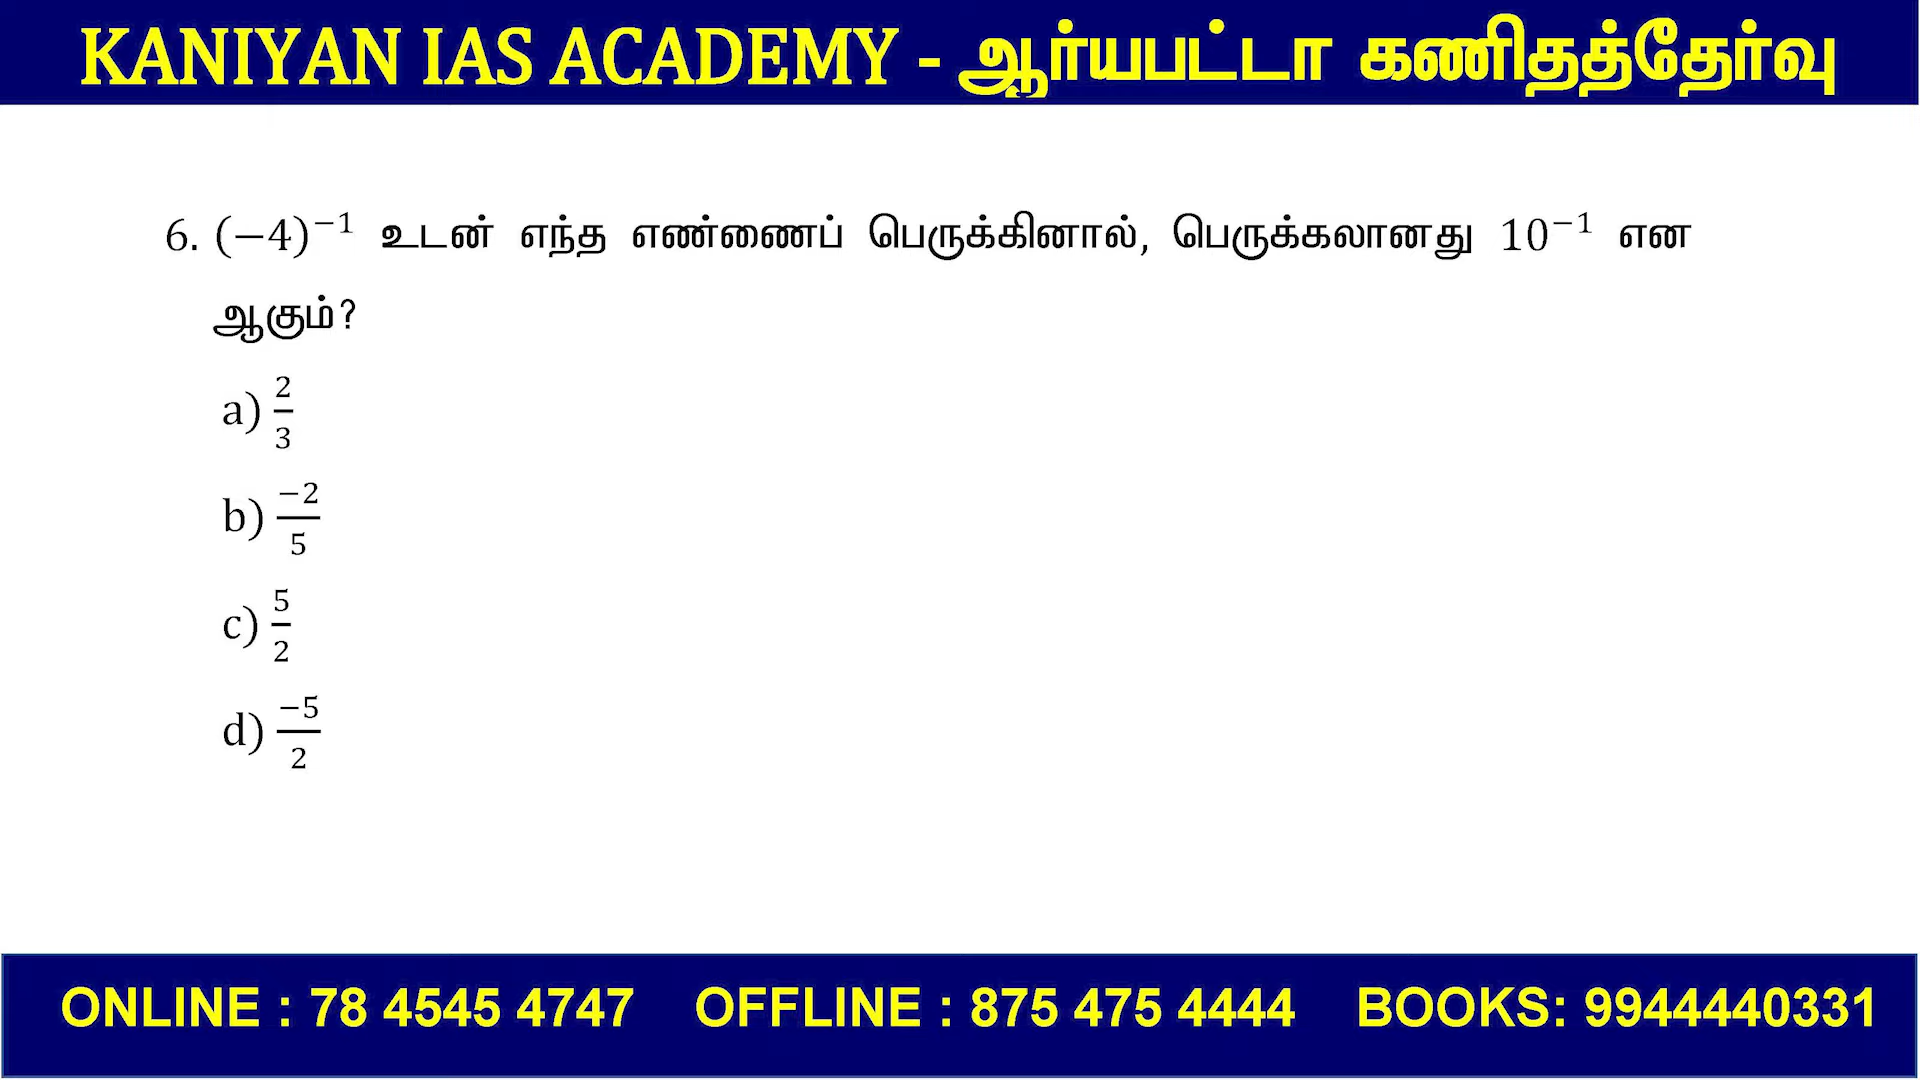 KANIYAN IAS ACADEMY - ஆர்யபட்டா கணிதத்தேர்வு
6. (−4)⁻¹ உடன் எந்த எண்ணைப் பெருக்கினால், பெருக்கலானது 10⁻¹ என
ஆகும்?
a) 2/3
b) −2/5
c) 5/2
d) −5/2
ONLINE : 78 4545 4747 OFFLINE : 875 475 4444 BOOKS: 9944440331